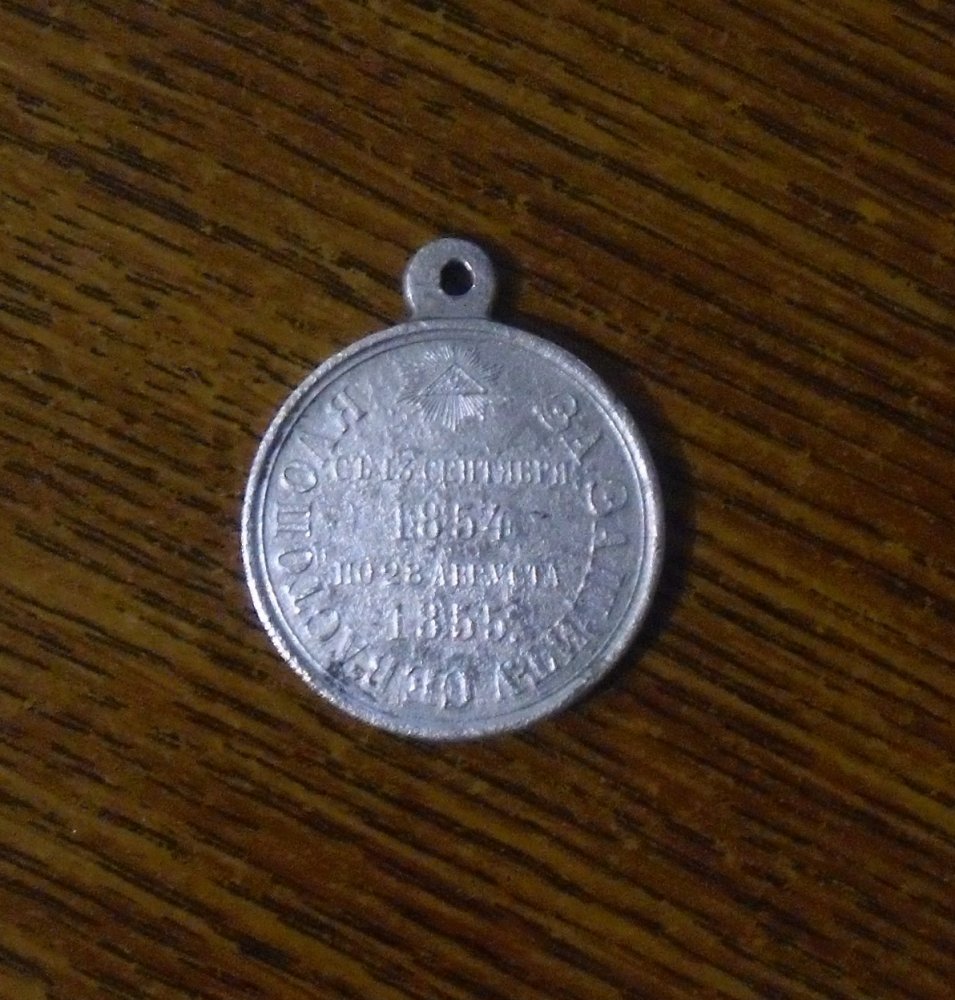 ЗА ЗАЩИТУ СЕВАСТОПОЛЯ
СЪ 13 СЕНТЯБРЯ
1854
ПО 28 АВГУСТА
1855